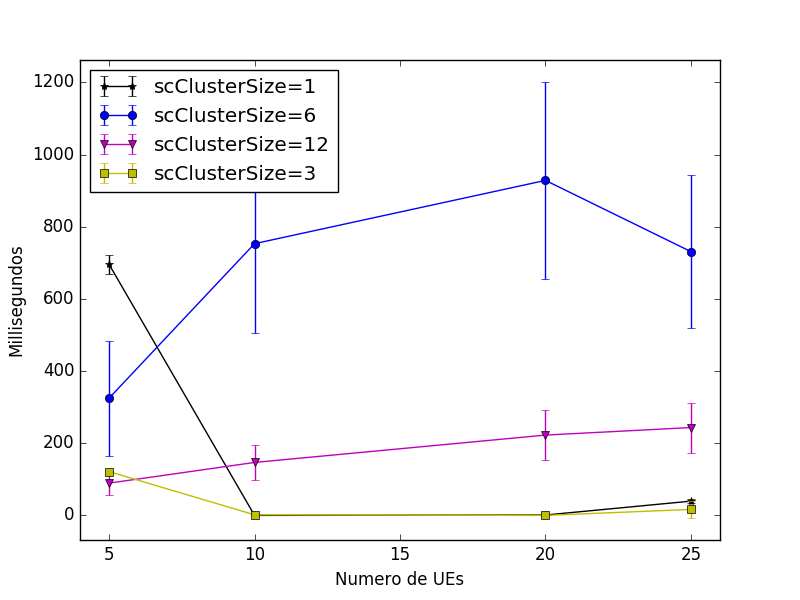 scClusterSize=1
scClusterSize=6
scClusterSize=12
scClusterSize=3
1200
1000
800
600
400
200
0
Millisegundos
5 10 15 20 25
Numero de UEs